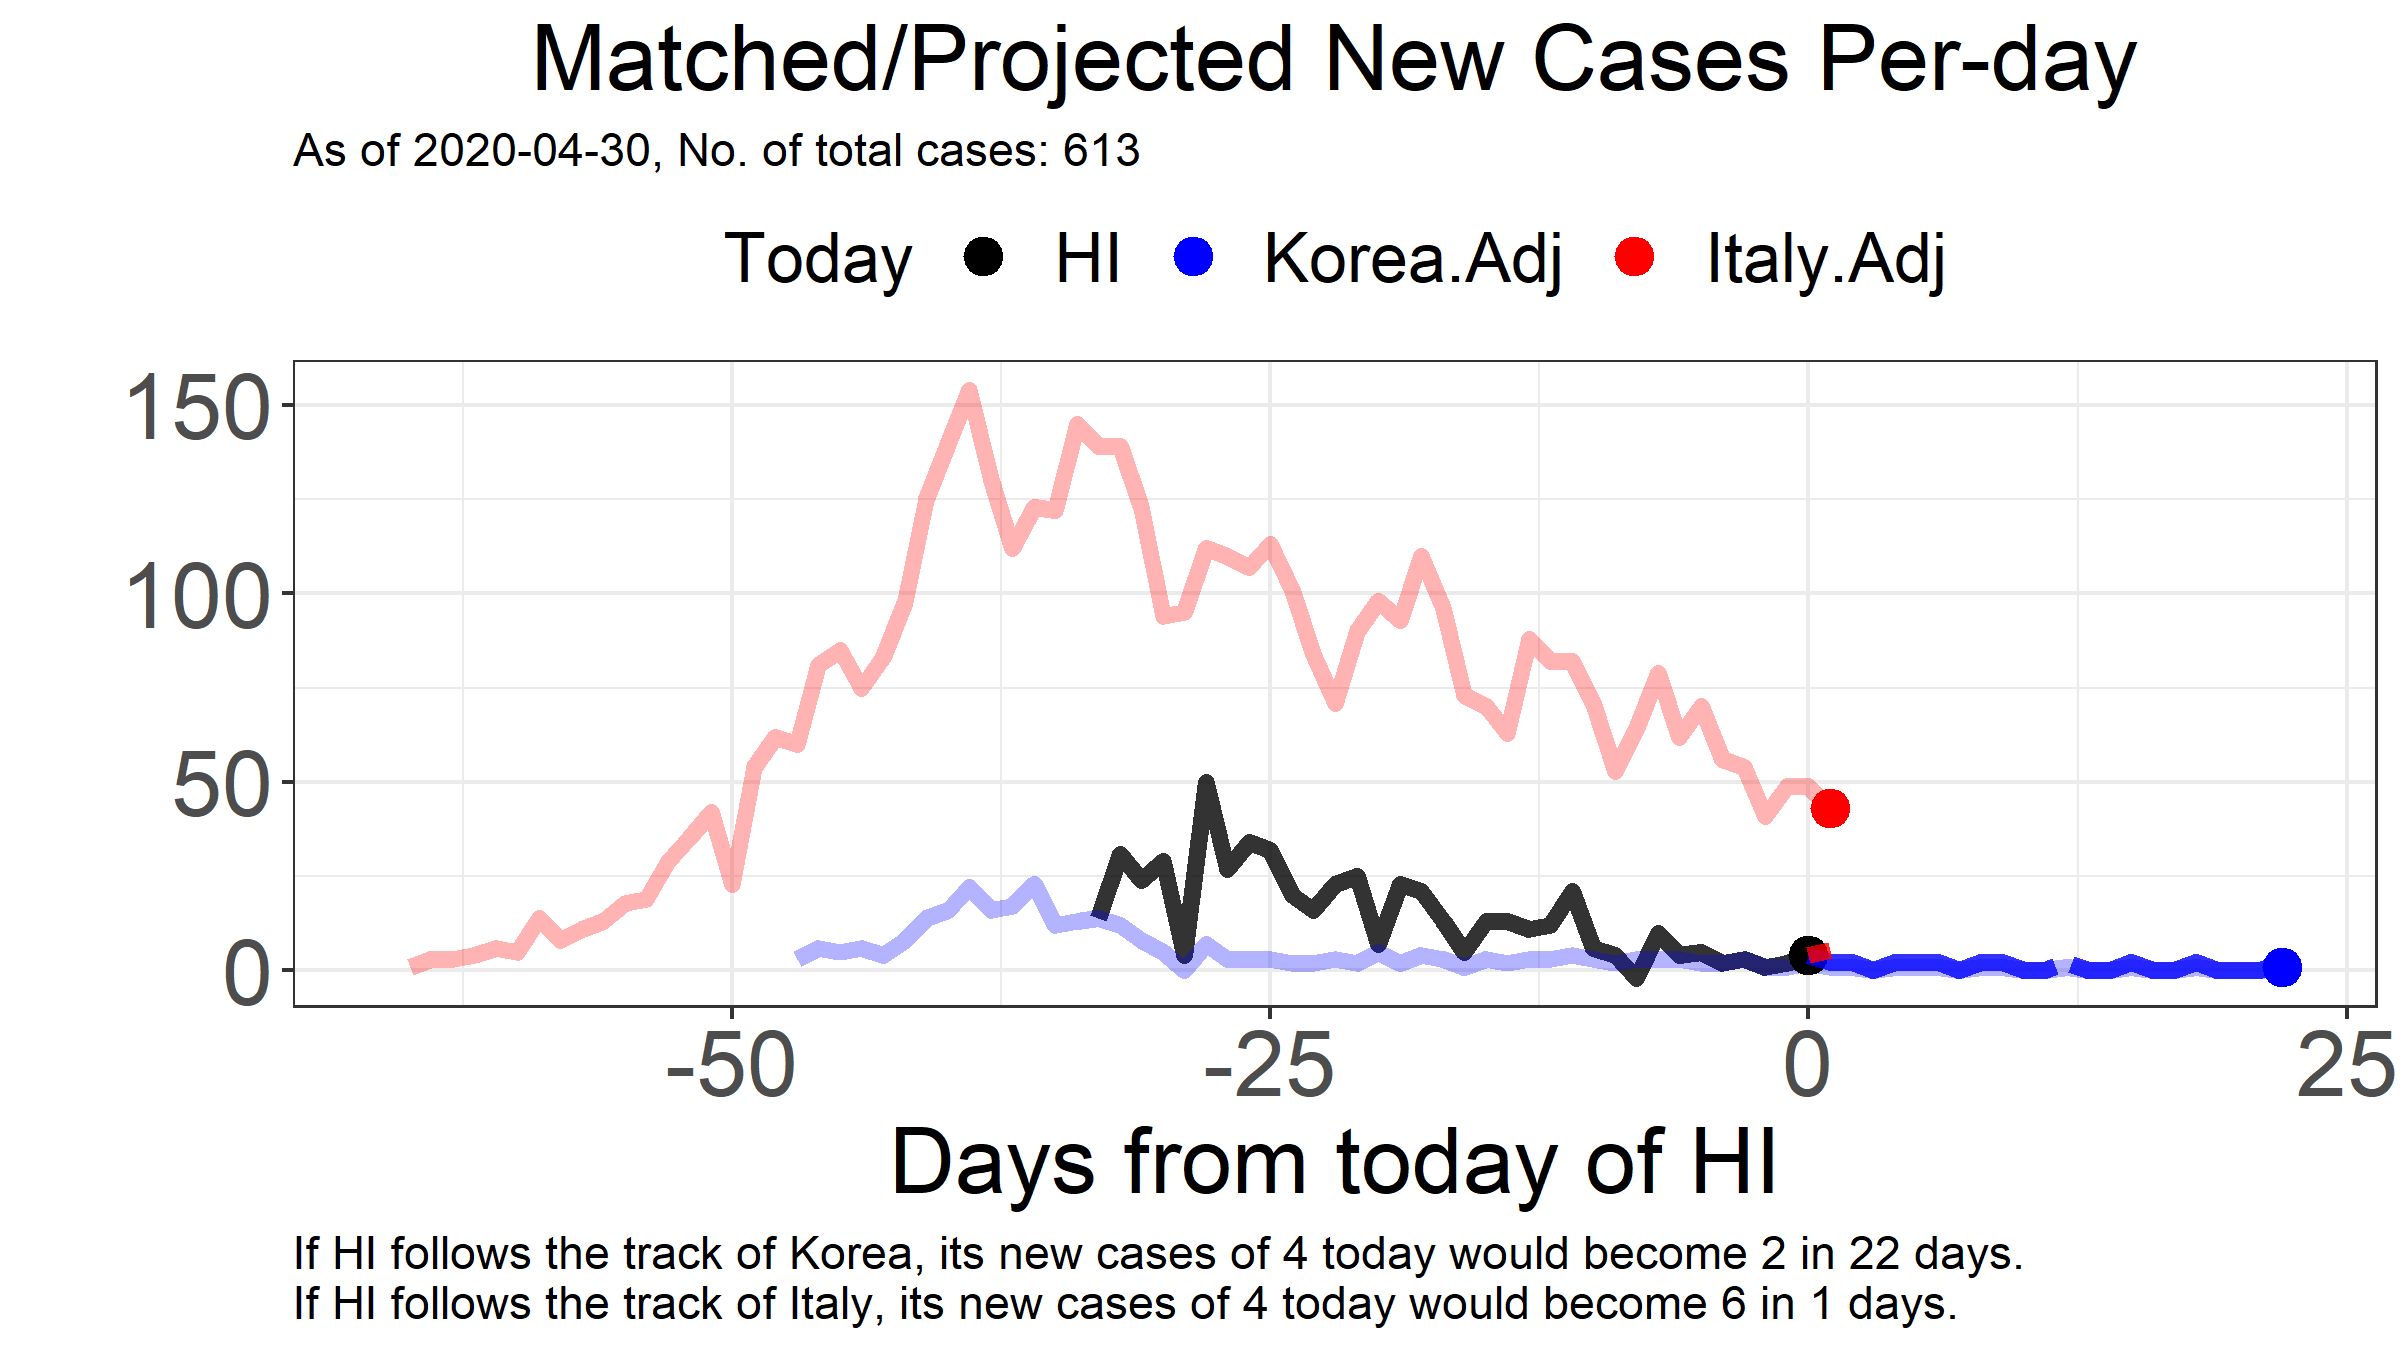 Matched/Projected New Cases Per-day
As of 2020-04-30, No. of total cases: 613
Today HI Korea.Adj Italy.Adj
150
100
50
0
-50 -25 0 25
Days from today of HI
If HI follows the track of Korea, its new cases of 4 today would become 2 in 22 days.
If HI follows the track of Italy, its new cases of 4 today would become 6 in 1 days.